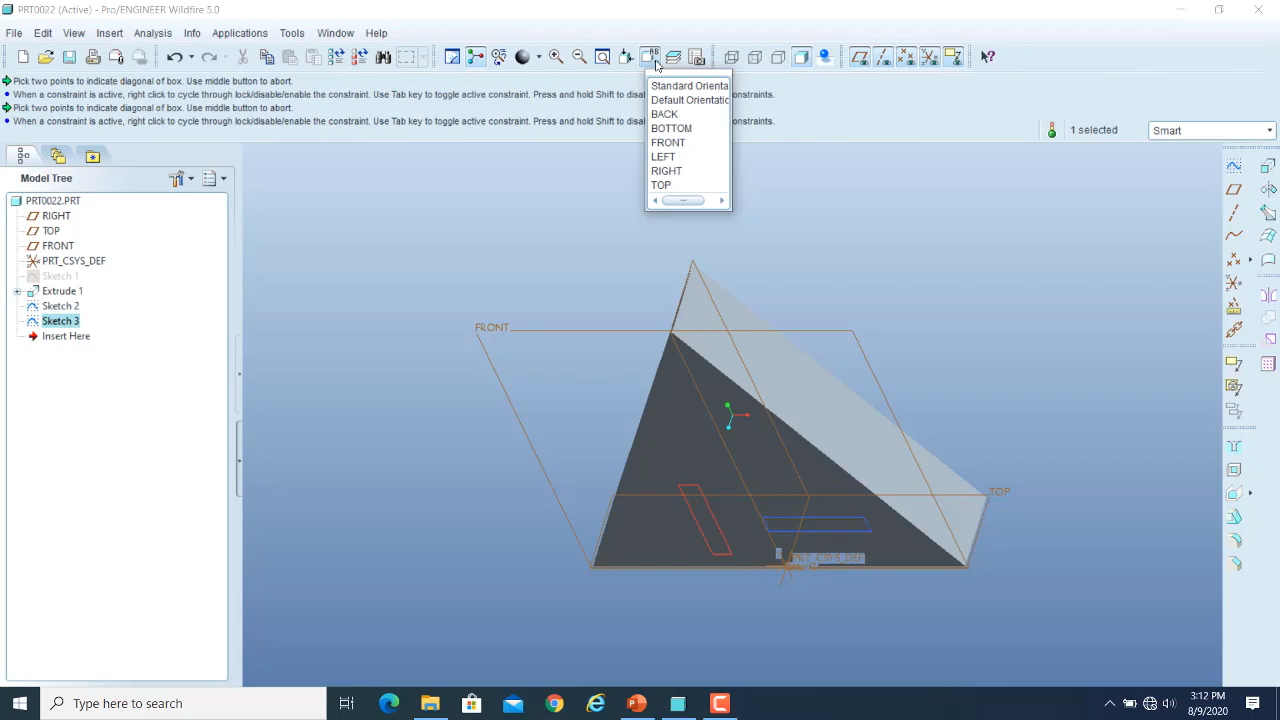 PRT0022 (Active) - Pro/ENGINEER Wildfire 5.0
File Edit View Insert Analysis Info Applications Tools Window Help
Pick two points to indicate diagonal of box. Use middle button to abort.
When a constraint is active, right click to cycle through lock/disable/enable the constraint. Use Tab key to toggle active constraint. Press and hold Shift to disa
onstraints.
Pick two points to indicate diagonal of box. Use middle button to abort.
When a constraint is active, right click to cycle through lock/disable/enable the constraint. Use Tab key to toggle active constraint. Press and hold Shift to disa
onstraints.
1 selected
Smart
Standard Orienta
Default Orientatic
BACK
BOTTOM
FRONT
LEFT
RIGHT
TOP
Model Tree
PRT0022.PRT
RIGHT
TOP
FRONT
PRT_CSYS_DEF
Sketch 1
Extrude 1
Sketch 2
Sketch 3
Insert Here
FRONT
TOP
PRT_CSYS_DEF
Type here to search
3:12 PM
8/9/2020